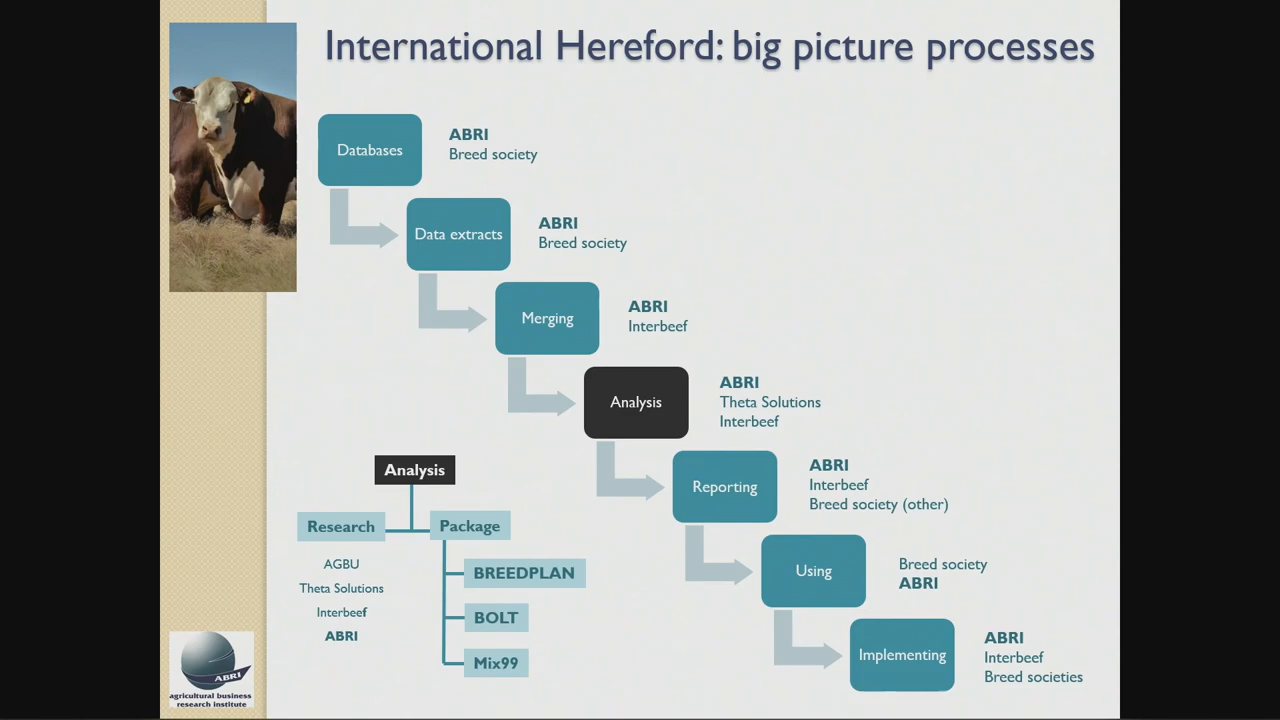 International Hereford: big picture processes
Databases
ABRI
Breed society
Data extracts
ABRI
Breed society
Merging
ABRI
Interbeef
Analysis
ABRI
Theta Solutions
Interbeef
Reporting
ABRI
Interbeef
Breed society (other)
Using
Breed society
ABRI
Implementing
ABRI
Interbeef
Breed societies
Analysis
Research
Package
AGBU
Theta Solutions
Interbeef
ABRI
BREEDPLAN
BOLT
Mix99
ABRI
agricultural business
research institute